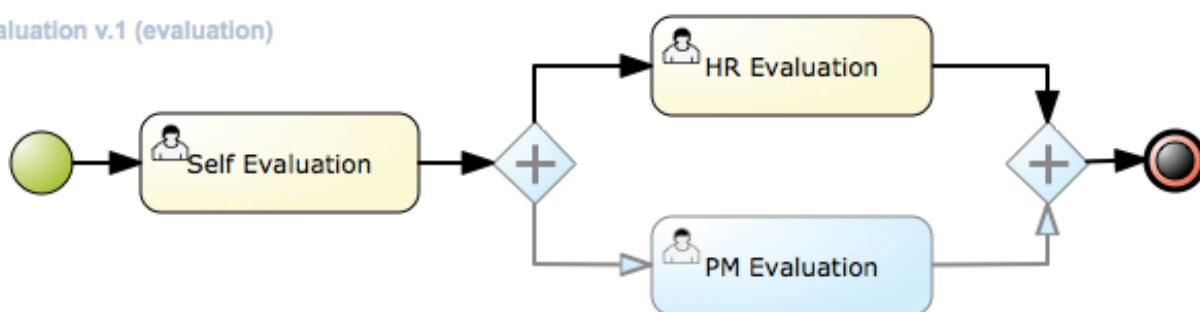 aluation v.1 (evaluation)
HR Evaluation
Self Evaluation
PM Evaluation